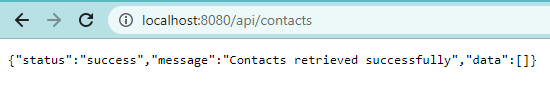 localhost:8080/api/contacts
{"status":"success","message":"Contacts retrieved successfully","data":[]}